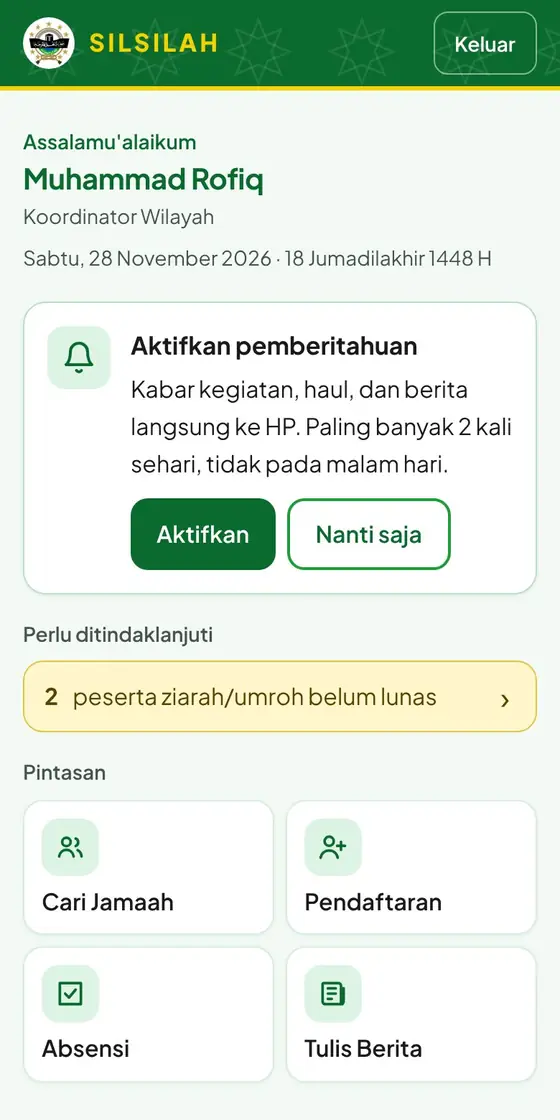 SILSILAH
Keluar
Assalamu'alaikum
Muhammad Rofiq
Koordinator Wilayah
Sabtu, 28 November 2026 · 18 Jumadilakhir 1448 H
Aktifkan pemberitahuan
Kabar kegiatan, haul, dan berita
langsung ke HP. Paling banyak 2 kali
sehari, tidak pada malam hari.
Aktifkan
Nanti saja
Perlu ditindaklanjuti
2 peserta ziarah/umroh belum lunas ›
Pintasan
Cari Jamaah
Pendaftaran
Absensi
Tulis Berita